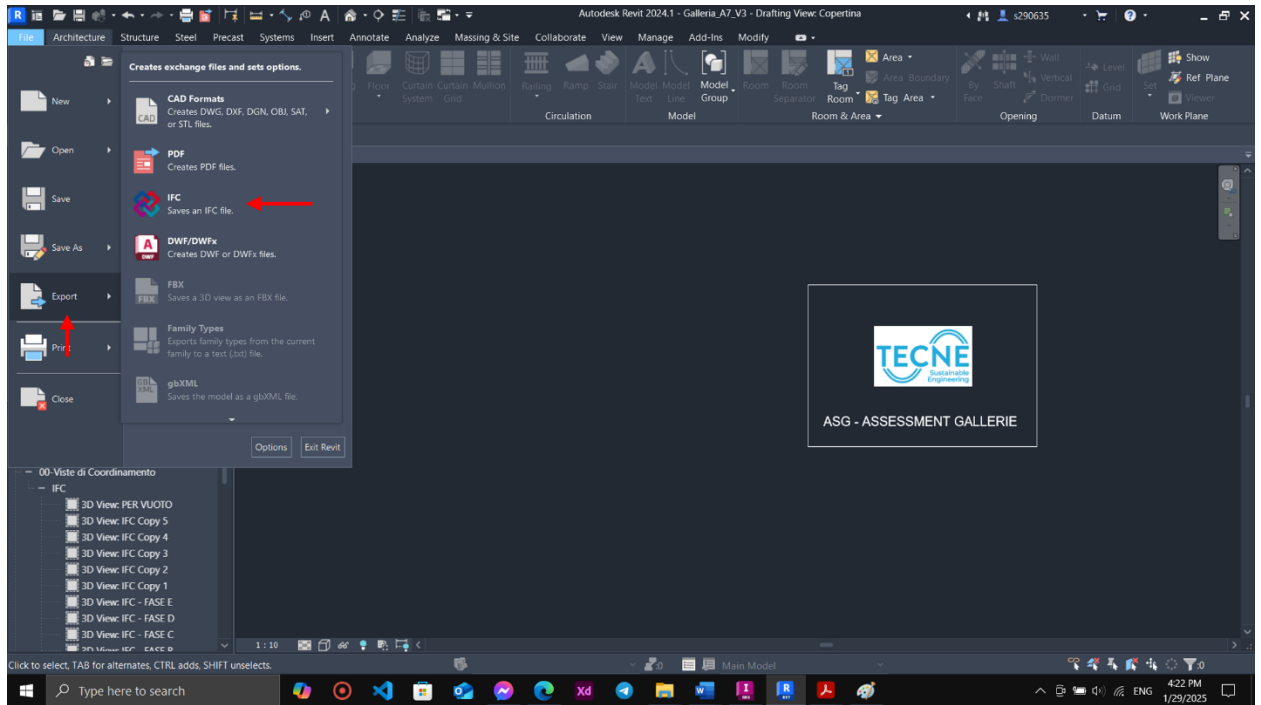 Autodesk Revit 2024.1 - Galleria_A7_V3 - Drafting View: Copertina
s290635
File Architecture Structure Steel Precast Systems Insert Annotate Analyze Massing & Site Collaborate View Manage Add-Ins Modify
New
Open
Save
Save As
Export
Print
Close
Creates exchange files and sets options.
CAD Formats
Creates DWG, DXF, DGN, OBJ, SAT,
or STL files.
PDF
Creates PDF files.
IFC
Saves an IFC file.
DWF/DWFx
Creates DWF or DWFx files.
FBX
Saves a 3D view as an FBX file.
Family Types
Exports family types from the current
family to a text (.txt) file.
gbXML
Saves the model as a gbXML file.
Options
Exit Revit
Floor
Curtain System
Curtain Grid
Mullion
Railing
Ramp
Stair
Circulation
Model Text
Model Line
Model Group
Model
Room
Room Separator
Tag Room
Area
Area Boundary
Tag Area
Room & Area
By Face
Shaft
Wall
Vertical
Dormer
Opening
Level
Grid
Datum
Set
Show
Ref Plane
Viewer
Work Plane
TECNE
Sustainable
Engineering
ASG - ASSESSMENT GALLERIE
00-Viste di Coordinamento
IFC
3D View: PER VUOTO
3D View: IFC Copy 5
3D View: IFC Copy 4
3D View: IFC Copy 3
3D View: IFC Copy 2
3D View: IFC Copy 1
3D View: IFC - FASE E
3D View: IFC - FASE D
3D View: IFC - FASE C
1 : 10
Click to select, TAB for alternates, CTRL adds, SHIFT unselects.
:0
Main Model
:0
Type here to search
ENG
4:22 PM
1/29/2025